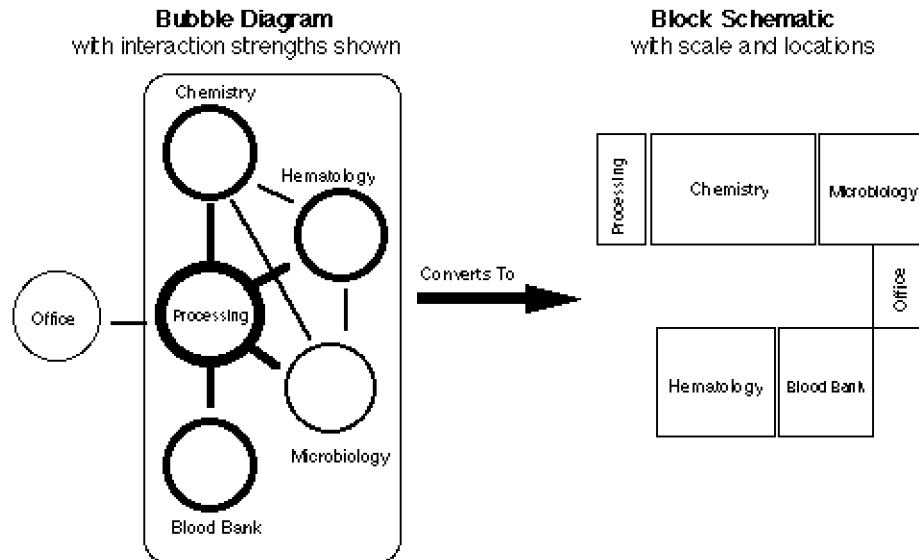 Bubble Diagram
with interaction strengths shown
Block Schematic
with scale and locations
Chemistry
Hematology
Office
Processing
Microbiology
Blood Bank
Converts To
Processing
Chemistry
Microbiology
Office
Hematology
Blood Bank